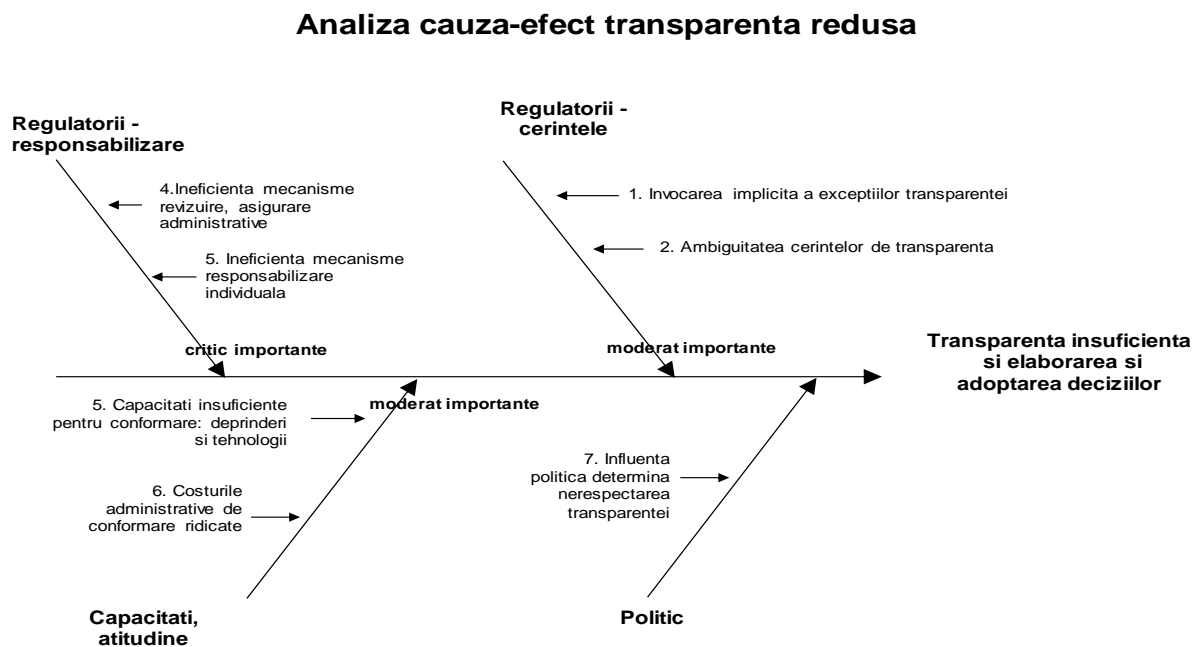 Analiza cauza-efect transparenta redusa
Regulatorii -
responsabilizare
Regulatorii -
cerintele
4.Ineficienta mecanisme
revizuire, asigurare
administrative
5. Ineficienta mecanisme
responsabilizare
individuala
1. Invocarea implicita a exceptiilor transparentei
2. Ambiguitatea cerintelor de transparenta
critic importante
moderat importante
Transparenta insuficienta
si elaborarea si
adoptarea deciziilor
moderat importante
5. Capacitati insuficiente
pentru conformare: deprinderi
si tehnologii
6. Costurile
administrative de
conformare ridicate
7. Influenta
politica determina
nerespectarea
transparentei
Capacitati,
atitudine
Politic